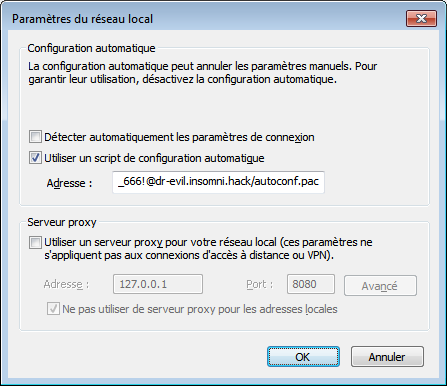 Paramètres du réseau local
Configuration automatique
La configuration automatique peut annuler les paramètres manuels. Pour
garantir leur utilisation, désactivez la configuration automatique.
Détecter automatiquement les paramètres de connexion
Utiliser un script de configuration automatique
Adresse : _666!@dr-evil.insomni.hack/autoconf.pac
Serveur proxy
Utiliser un serveur proxy pour votre réseau local (ces paramètres ne
s'appliquent pas aux connexions d'accès à distance ou VPN).
Adresse : 127.0.0.1 Port : 8080 Avancé
Ne pas utiliser de serveur proxy pour les adresses locales
OK Annuler